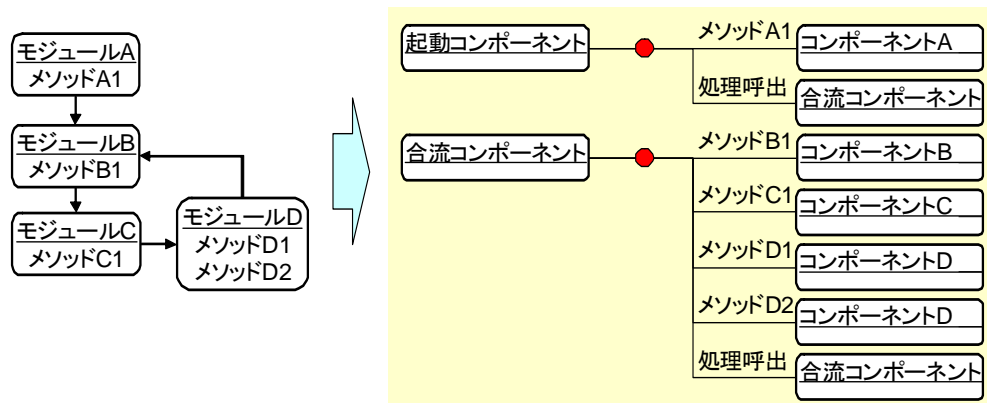 モジュールA
メソッドA1
モジュールB
メソッドB1
モジュールC
メソッドC1
モジュールD
メソッドD1
メソッドD2
起動コンポーネント
メソッドA1
コンポーネントA
処理呼出
合流コンポーネント
合流コンポーネント
メソッドB1
コンポーネントB
メソッドC1
コンポーネントC
メソッドD1
コンポーネントD
メソッドD2
コンポーネントD
処理呼出
合流コンポーネント